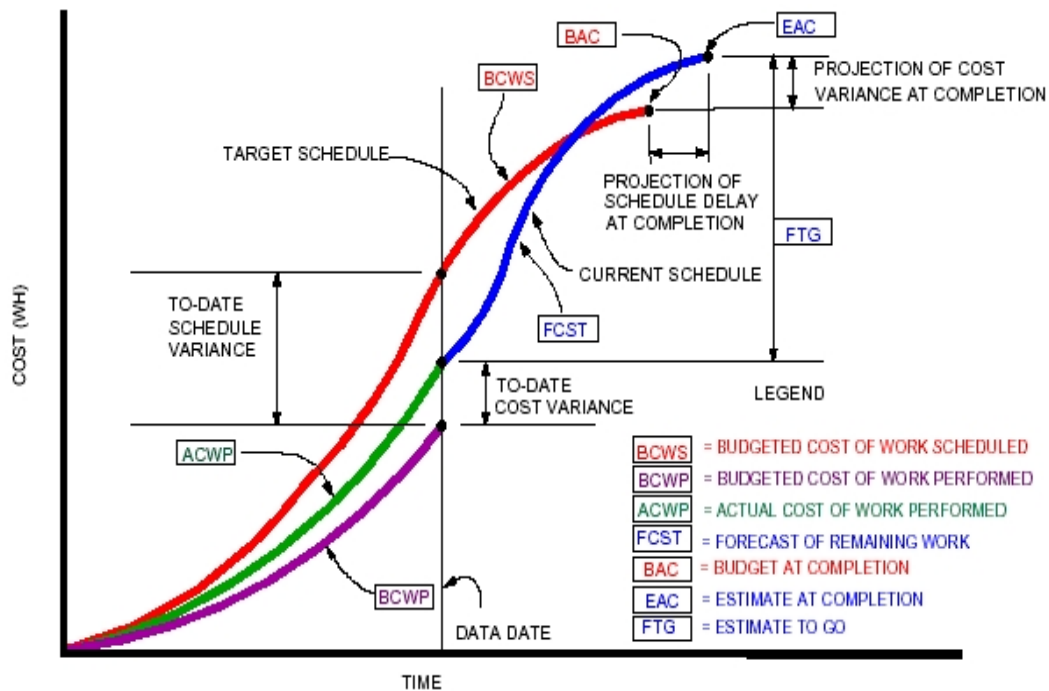 EAC
BAC
PROJECTION OF COST
VARIANCE AT COMPLETION
BCWS
TARGET SCHEDULE
PROJECTION OF
SCHEDULE DELAY
AT COMPLETION
FTG
CURRENT SCHEDULE
COST (WH)
TO-DATE
SCHEDULE
VARIANCE
FCST
TO-DATE
COST VARIANCE
LEGEND
ACWP
BCWS = BUDGETED COST OF WORK SCHEDULED
BCWP = BUDGETED COST OF WORK PERFORMED
ACWP = ACTUAL COST OF WORK PERFORMED
FCST = FORECAST OF REMAINING WORK
BAC = BUDGET AT COMPLETION
EAC = ESTIMATE AT COMPLETION
FTG = ESTIMATE TO GO
BCWP
DATA DATE
TIME